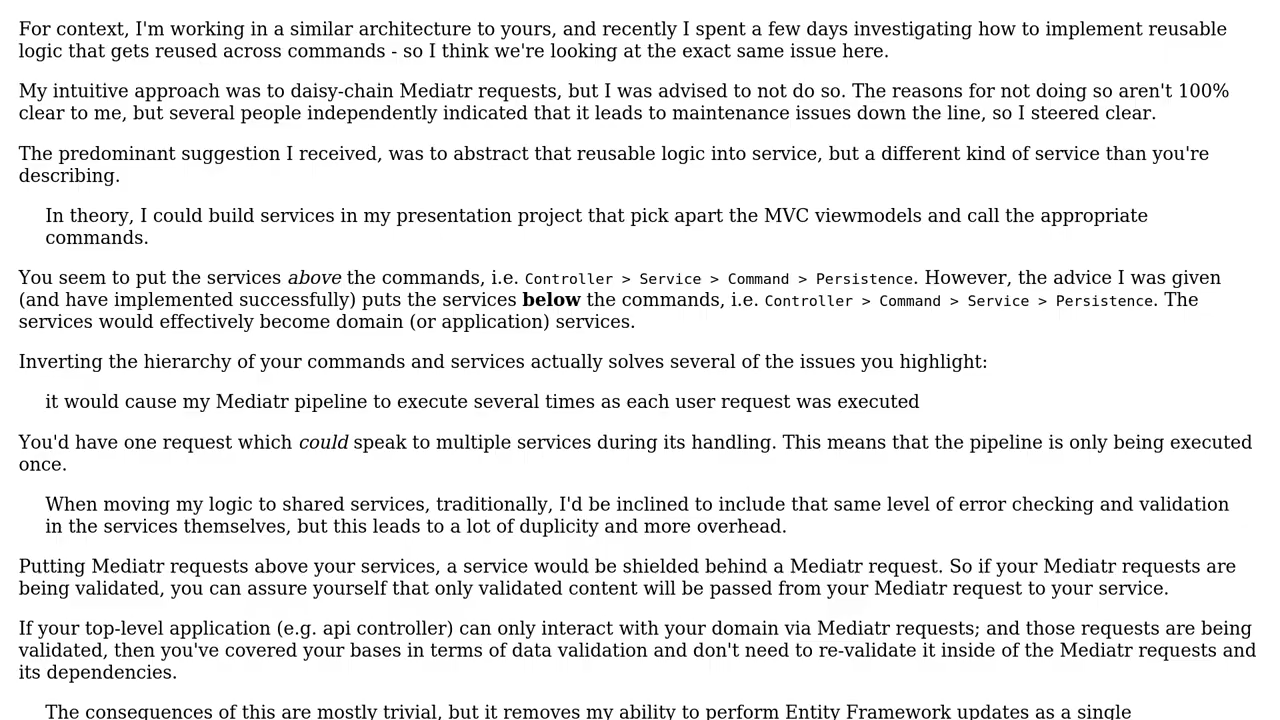 For context, I'm working in a similar architecture to yours, and recently I spent a few days investigating how to implement reusable
logic that gets reused across commands - so I think we're looking at the exact same issue here.
My intuitive approach was to daisy-chain Mediatr requests, but I was advised to not do so. The reasons for not doing so aren't 100%
clear to me, but several people independently indicated that it leads to maintenance issues down the line, so I steered clear.
The predominant suggestion I received, was to abstract that reusable logic into service, but a different kind of service than you're
describing.
In theory, I could build services in my presentation project that pick apart the MVC viewmodels and call the appropriate
commands.
You seem to put the services above the commands, i.e. Controller > Service > Command > Persistence. However, the advice I was given
(and have implemented successfully) puts the services below the commands, i.e. Controller > Command > Service > Persistence. The
services would effectively become domain (or application) services.
Inverting the hierarchy of your commands and services actually solves several of the issues you highlight:
it would cause my Mediatr pipeline to execute several times as each user request was executed
You'd have one request which could speak to multiple services during its handling. This means that the pipeline is only being executed
once.
When moving my logic to shared services, traditionally, I'd be inclined to include that same level of error checking and validation
in the services themselves, but this leads to a lot of duplicity and more overhead.
Putting Mediatr requests above your services, a service would be shielded behind a Mediatr request. So if your Mediatr requests are
being validated, you can assure yourself that only validated content will be passed from your Mediatr request to your service.
If your top-level application (e.g. api controller) can only interact with your domain via Mediatr requests; and those requests are being
validated, then you've covered your bases in terms of data validation and don't need to re-validate it inside of the Mediatr requests and
its dependencies.
The consequences of this are mostly trivial, but it removes my ability to perform Entity Framework updates as a single